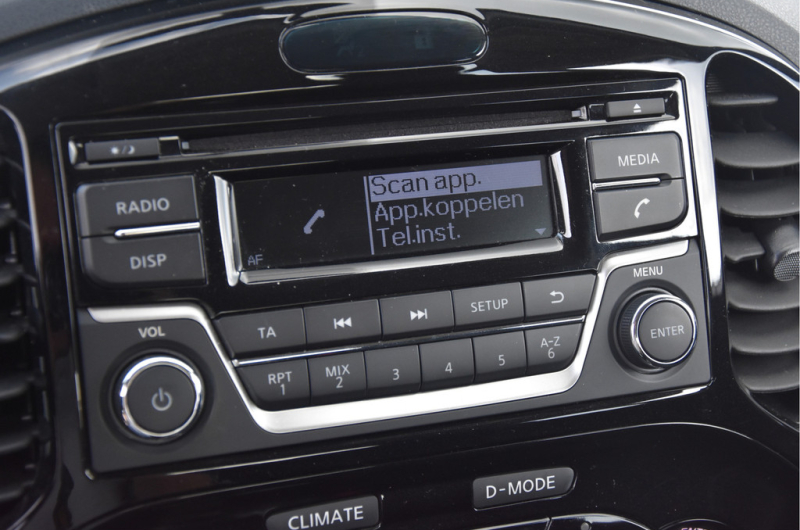 MEDIA
RADIO
Scan app.
App.koppelen
Tel.inst.
DISP
AF
MENU
VOL
TA
SETUP
ENTER
RPT
1
MIX
2
3
4
5
A-Z
6
CLIMATE
D-MODE